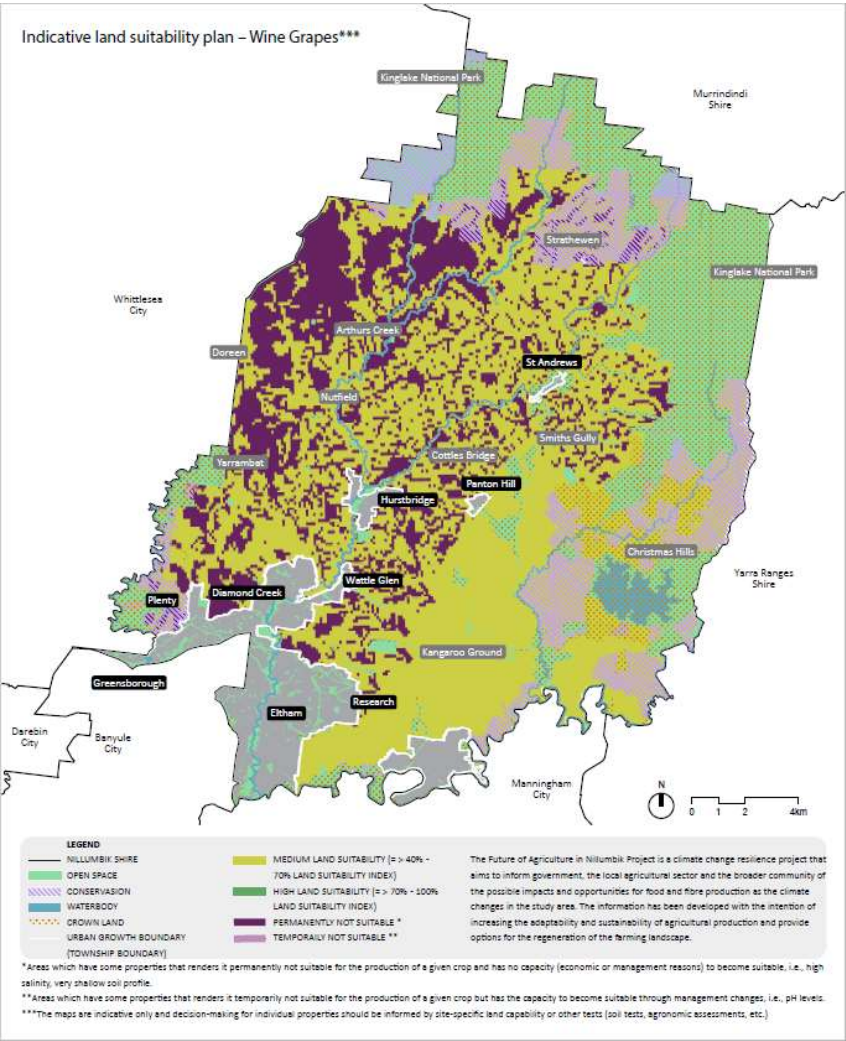 Indicative land suitability plan – Wine Grapes***
Kinglake National Park
Murrindindi
Shire
Strathewen
Kinglake National Park
Whittlesea
City
Arthurs Creek
Doreen
St Andrews
Nutfield
Smiths Gully
Cottles Bridge
Yarrambat
Panton Hill
Hurstbridge
Christmas Hills
Yarra Ranges
Shire
Wattle Glen
Diamond Creek
Plenty
Kangaroo Ground
Greensborough
Research
Eltham
Darebin
City
Banyule
City
Manningham
City
N
0 1 2 4km
LEGEND
NILLUMBIK SHIRE
OPEN SPACE
CONSERVASION
WATERBODY
CROWN LAND
URBAN GROWTH BOUNDARY
(TOWNSHIP BOUNDARY)
MEDIUM LAND SUITABILITY (= > 40% -
70% LAND SUITABILITY INDEX)
HIGH LAND SUITABILITY (= > 70% - 100%
LAND SUITABILITY INDEX)
PERMANENTLY NOT SUITABLE *
TEMPORAILY NOT SUITABLE **
The Future of Agriculture in Nillumbik Project is a climate change resilience project that
aims to inform government, the local agricultural sector and the broader community of
the possible impacts and opportunities for food and fibre production as the climate
changes in the study area. The information has been developed with the intention of
increasing the adaptability and sustainability of agricultural production and provide
options for the regeneration of the farming landscape.
*Areas which have some properties that renders it permanently not suitable for the production of a given crop and has no capacity (economic or management reasons) to become suitable, i.e., high
salinity, very shallow soil profile.
**Areas which have some properties that renders it temporarily not suitable for the production of a given crop but has the capacity to become suitable through management changes, i.e., pH levels.
***The maps are indicative only and decision-making for individual properties should be informed by site-specific land capability or other tests (soil tests, agronomic assessments, etc.)